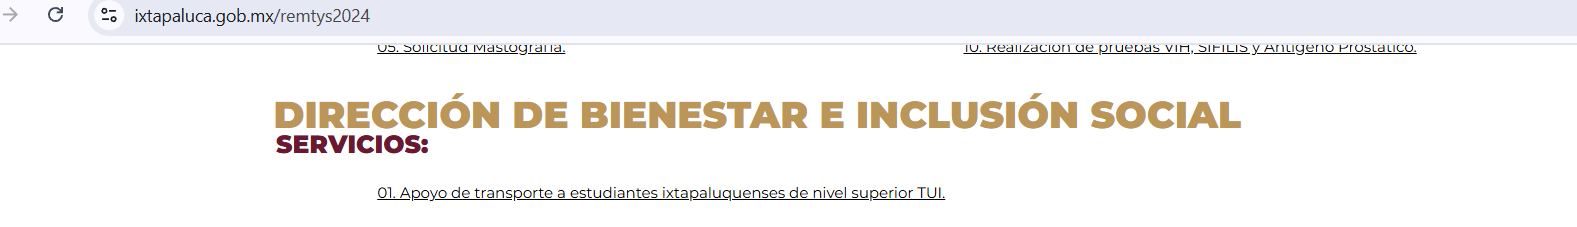 ixtapaluca.gob.mx/remtys2024
05. Solicitud Mastografía.
10. Realización de pruebas VIH, SÍFILIS y Antígeno Prostático.
DIRECCIÓN DE BIENESTAR E INCLUSIÓN SOCIAL
SERVICIOS:
01. Apoyo de transporte a estudiantes ixtapaluquenses de nivel superior TUI.